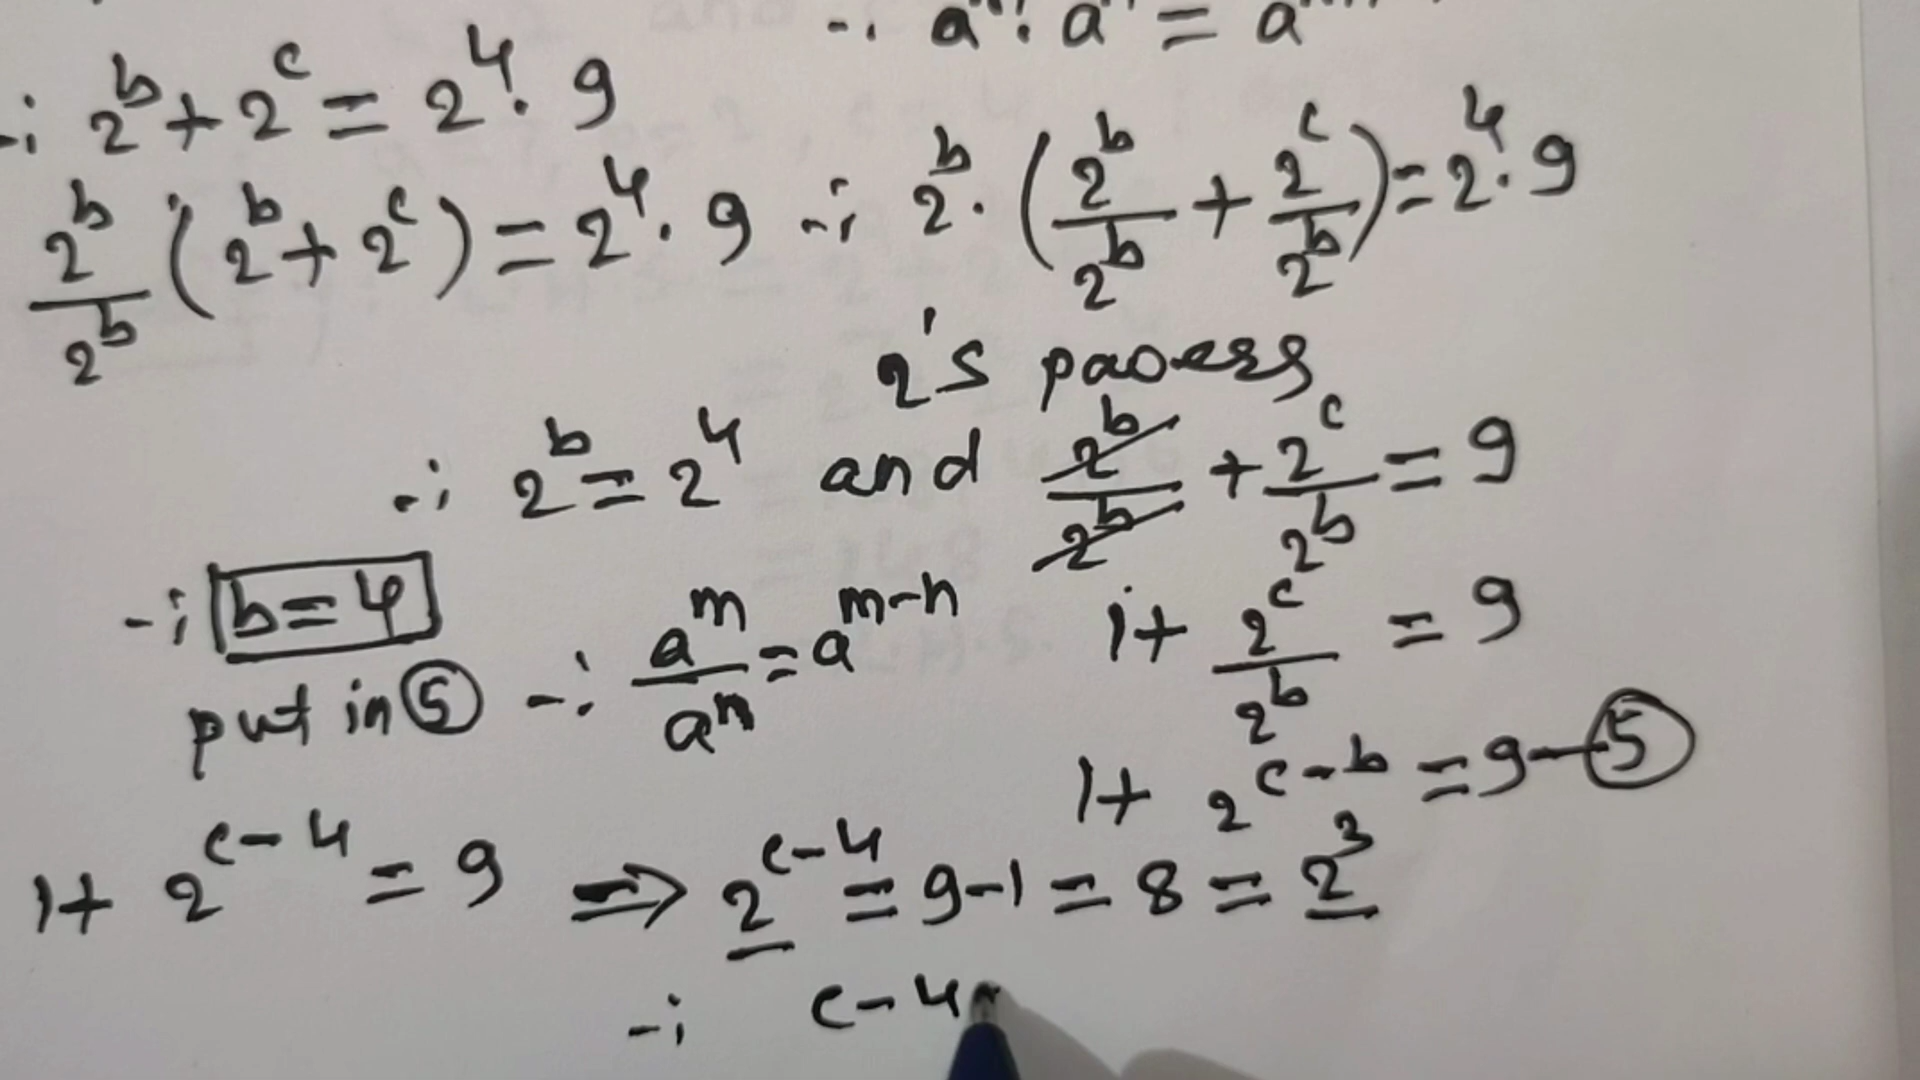 ∴ a^m · a^n = a
∴ 2^b + 2^c = 2^4 · 9
2^b/2^b (2^b + 2^c) = 2^4 · 9 ∴ 2^b · (2^b/2^b + 2^c/2^b) = 2^4 · 9
2's powers
∴ 2^b = 2^4 and 2^b/2^b + 2^c/2^b = 9
∴ b = 4
∴ a^m/a^n = a^m-n
1 + 2^c/2^b = 9
put in ⑤
1 + 2^c-b = 9 — ⑤
1 + 2^c-4 = 9 ⇒ 2^c-4 = 9 - 1 = 8 = 2^3
∴ c - 4